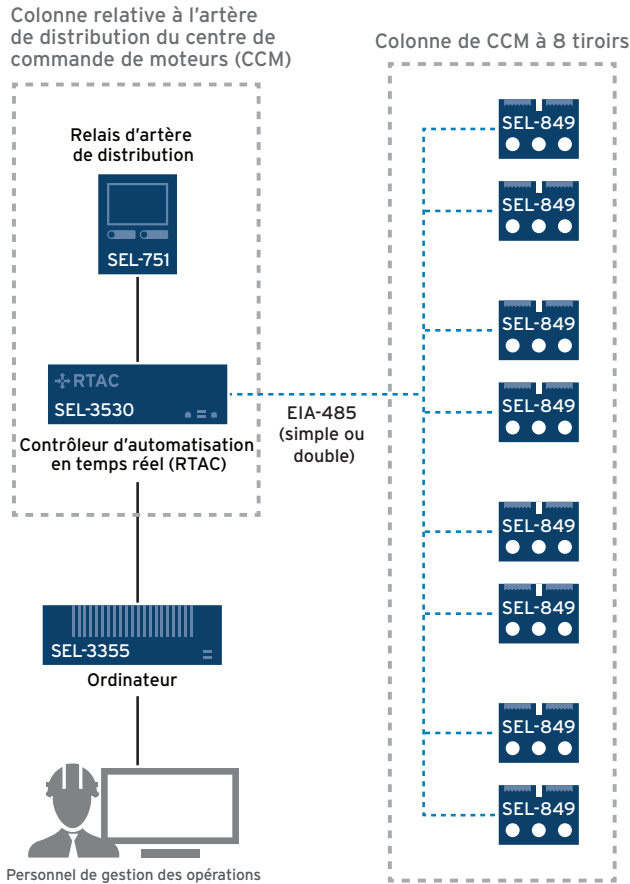 Colonne relative à l'artère
de distribution du centre de
commande de moteurs (CCM)
Relais d'artère
de distribution
SEL-751
RTAC
SEL-3530
Contrôleur d'automatisation
en temps réel (RTAC)
SEL-3355
Ordinateur
Personnel de gestion des opérations
EIA-485
(simple ou
double)
Colonne de CCM à 8 tiroirs
SEL-849
SEL-849
SEL-849
SEL-849
SEL-849
SEL-849
SEL-849
SEL-849